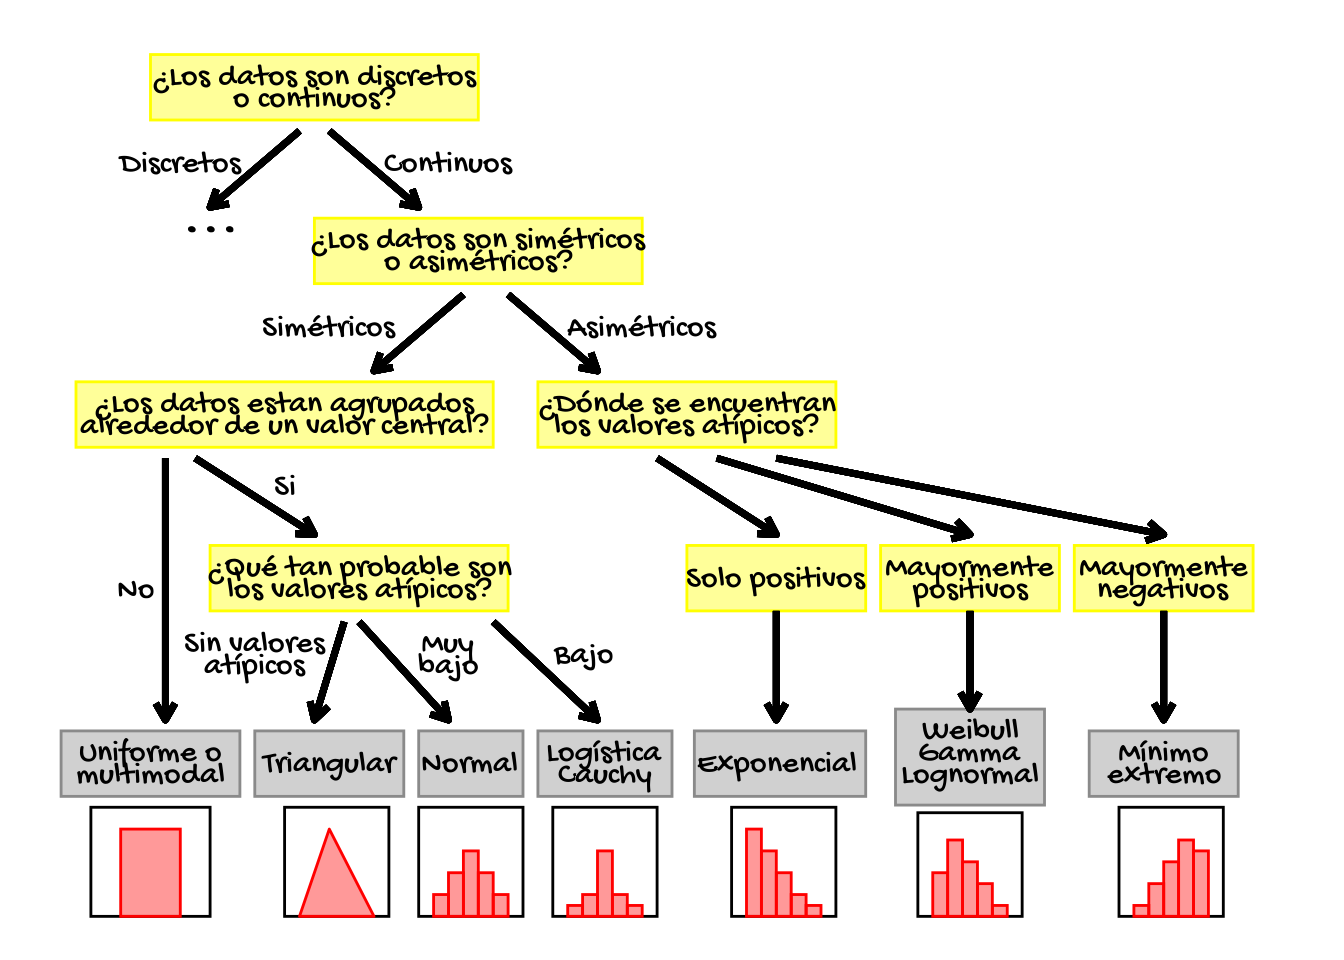 ¿Los datos son discretos
o continuos?
Discretos
Continuos
...
¿Los datos son simétricos
o asimétricos?
Simétricos
Asimétricos
¿Los datos estan agrupados
alrededor de un valor central?
¿Dónde se encuentran
los valores atípicos?
Si
No
¿Qué tan probable son
los valores atípicos?
Solo positivos
Mayormente
positivos
Mayormente
negativos
Sin valores
atípicos
Muy
bajo
Bajo
Uniforme o
multimodal
Triangular
Normal
Logística
Cauchy
Exponencial
Weibull
Gamma
Lognormal
Mínimo
extremo